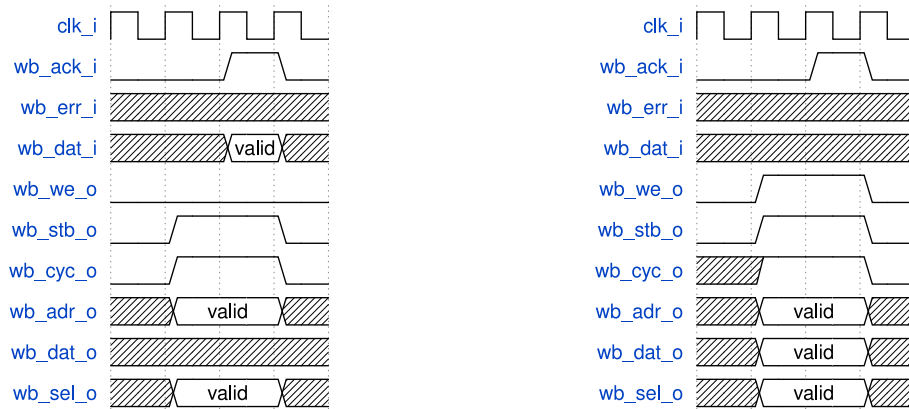 clk_i
wb_ack_i
wb_err_i
wb_dat_i valid
wb_we_o
wb_stb_o
wb_cyc_o
wb_adr_o valid
wb_dat_o
wb_sel_o valid
clk_i
wb_ack_i
wb_err_i
wb_dat_i
wb_we_o
wb_stb_o
wb_cyc_o
wb_adr_o valid
wb_dat_o valid
wb_sel_o valid